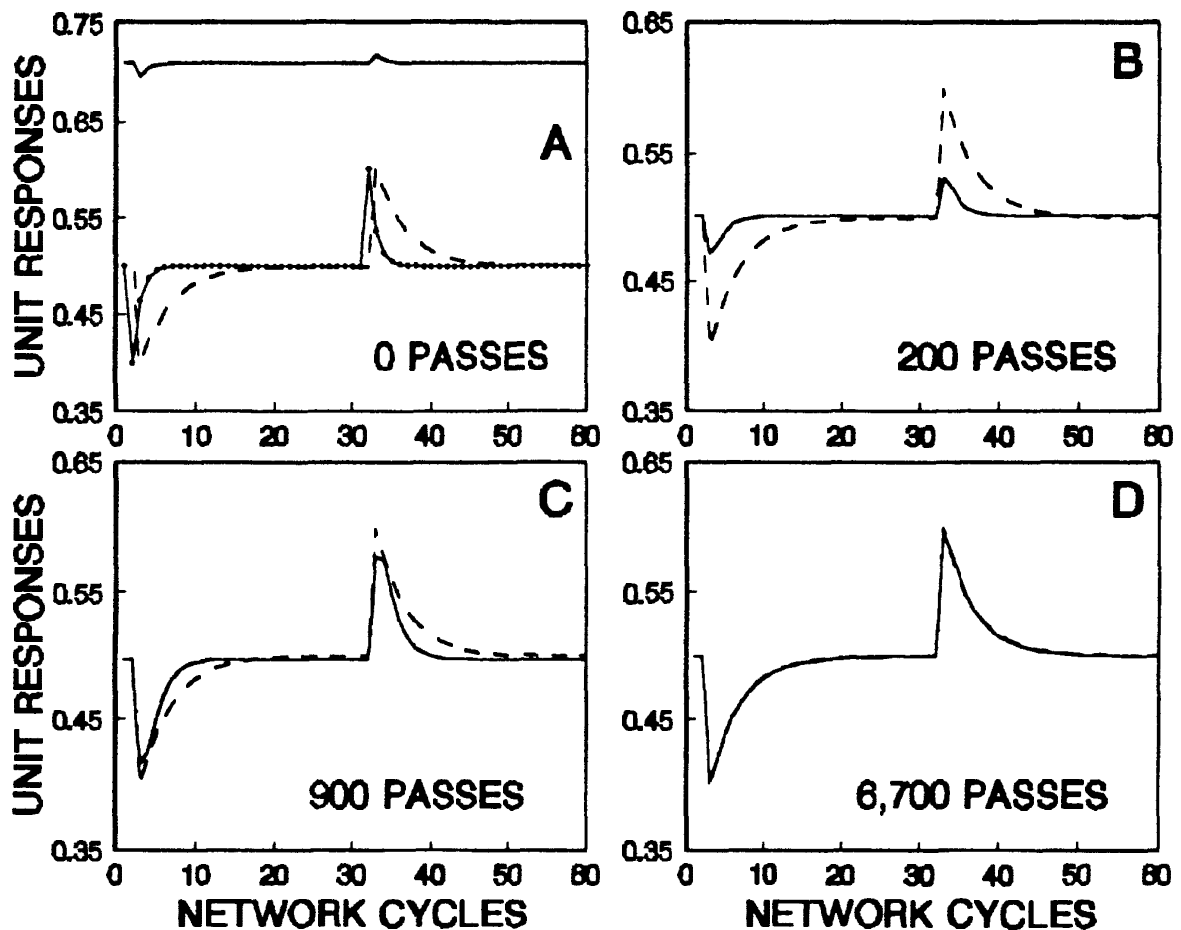 0.75
0.65
0.55
0.45
0.35
UNIT RESPONSES
A
0 PASSES
0 10 20 30 40 50 60
0.65
0.55
0.45
0.35
B
200 PASSES
0 10 20 30 40 50 60
0.65
0.55
0.45
0.35
UNIT RESPONSES
C
900 PASSES
0 10 20 30 40 50 60
NETWORK CYCLES
0.65
0.55
0.45
0.35
D
6,700 PASSES
0 10 20 30 40 50 60
NETWORK CYCLES